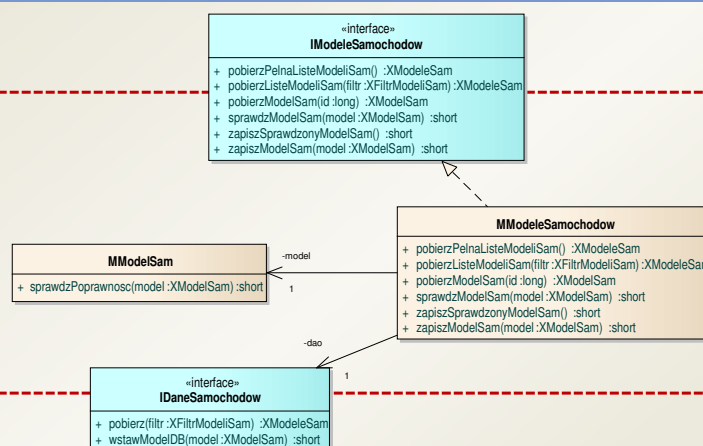 «interface»
IModeleSamochodow
+ pobierzPelnaListeModeliSam() :XModeleSam
+ pobierzListeModeliSam(filtr :XFiltrModeliSam) :XModeleSam
+ pobierzModelSam(id :long) :XModelSam
+ sprawdzModelSam(model :XModelSam) :short
+ zapiszSprawdzonyModelSam() :short
+ zapiszModelSam(model :XModelSam) :short
MModeleSamochodow
+ pobierzPelnaListeModeliSam() :XModeleSam
+ pobierzListeModeliSam(filtr :XFiltrModeliSam) :XModeleSam
+ pobierzModelSam(id :long) :XModelSam
+ sprawdzModelSam(model :XModelSam) :short
+ zapiszSprawdzonyModelSam() :short
+ zapiszModelSam(model :XModelSam) :short
MModelSam
+ sprawdzPoprawnosc(model :XModelSam) :short
-model
1
-dao
1
«interface»
IDaneSamochodow
+ pobierz(filtr :XFiltrModeliSam) :XModeleSam
+ wstawModelDB(model :XModelSam) :short